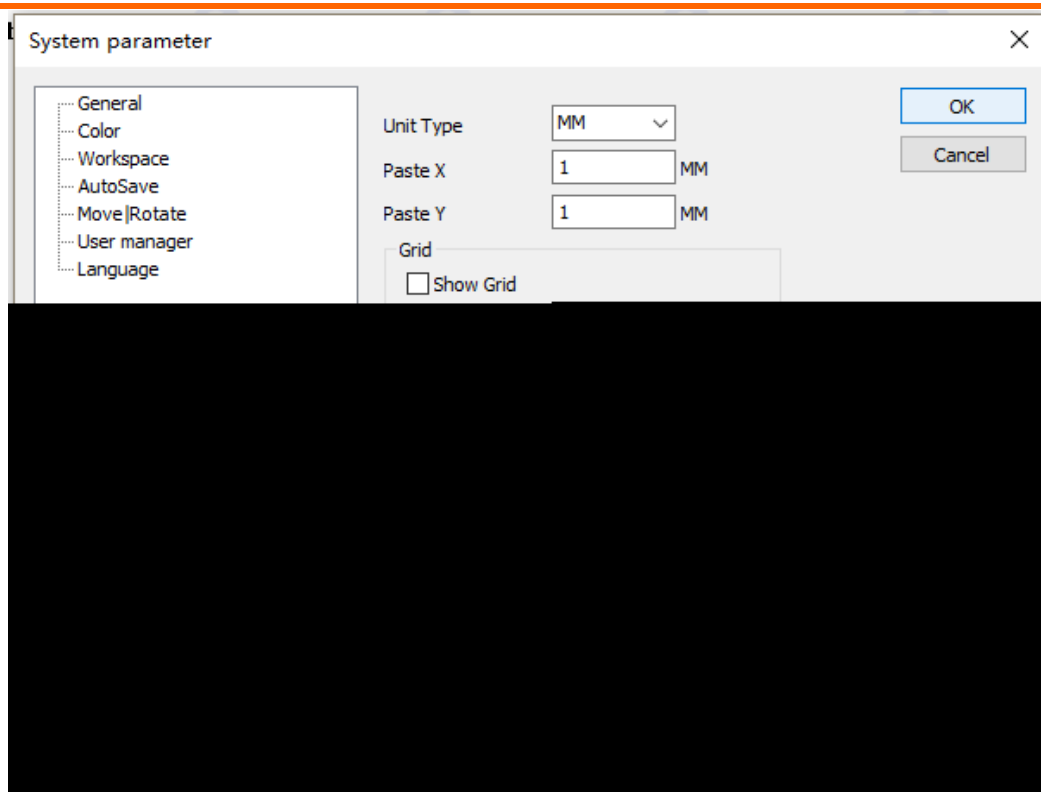 System parameter
General
Color
Workspace
AutoSave
Move|Rotate
User manager
Language
Unit Type MM
Paste X 1 MM
Paste Y 1 MM
Grid
Show Grid
OK
Cancel